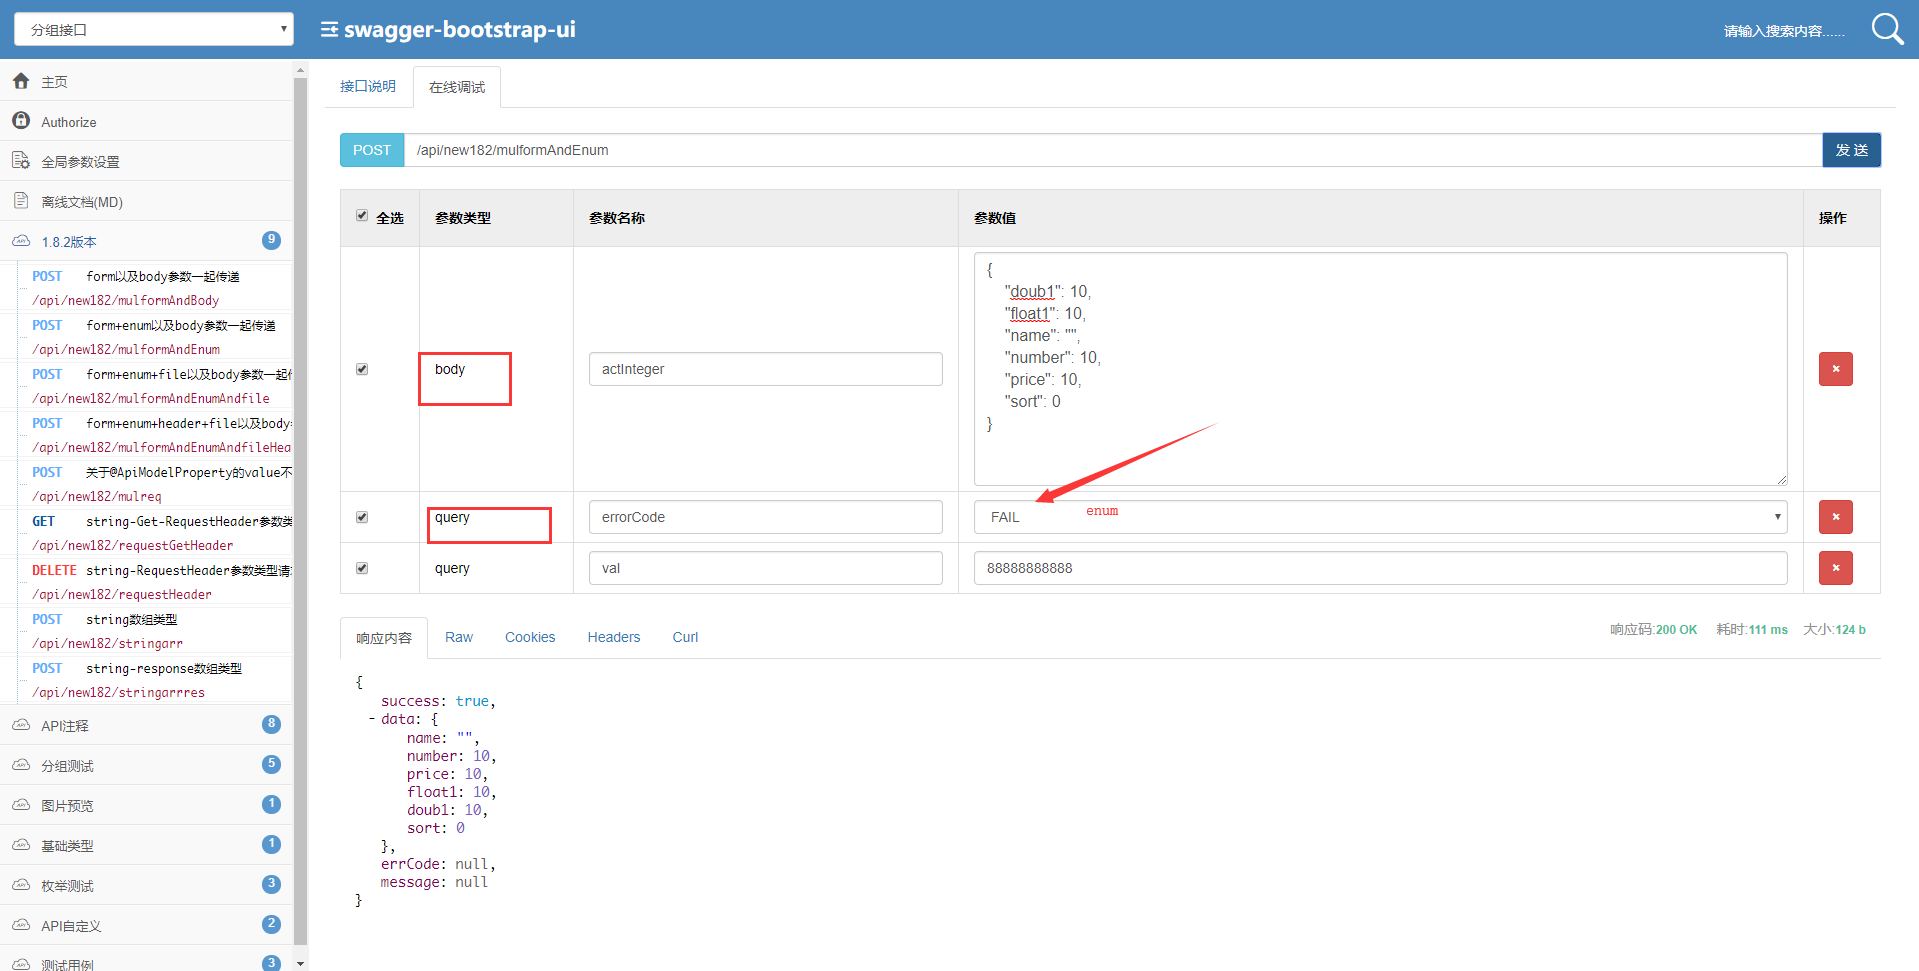 分组接口
swagger-bootstrap-ui
请输入搜索内容......
主页
Authorize
全局参数设置
离线文档(MD)
1.8.2版本 9
POST form以及body参数一起传递
/api/new182/mulformAndBody
POST form+enum以及body参数一起传递
/api/new182/mulformAndEnum
POST form+enum+file以及body参数一起
/api/new182/mulformAndEnumAndfile
POST form+enum+header+file以及body
/api/new182/mulformAndEnumAndfileHea
POST 关于@ApiModelProperty的value不
/api/new182/mulreq
GET string-Get-RequestHeader参数类
/api/new182/requestGetHeader
DELETE string-RequestHeader参数类型请
/api/new182/requestHeader
POST string数组类型
/api/new182/stringarr
POST string-response数组类型
/api/new182/stringarrres
API注释 8
分组测试 5
图片预览 1
基础类型 1
枚举测试 3
API自定义 2
测试用例 3
接口说明 在线调试
POST /api/new182/mulformAndEnum 发 送
全选 参数类型 参数名称 参数值 操作
body actInteger
{
"doub1": 10,
"float1": 10,
"name": "",
"number": 10,
"price": 10,
"sort": 0
}
query errorCode FAIL enum
query val 88888888888
响应内容 Raw Cookies Headers Curl
响应码:200 OK 耗时:111 ms 大小:124 b
{
success: true,
- data: {
name: "",
number: 10,
price: 10,
float1: 10,
doub1: 10,
sort: 0
},
errCode: null,
message: null
}